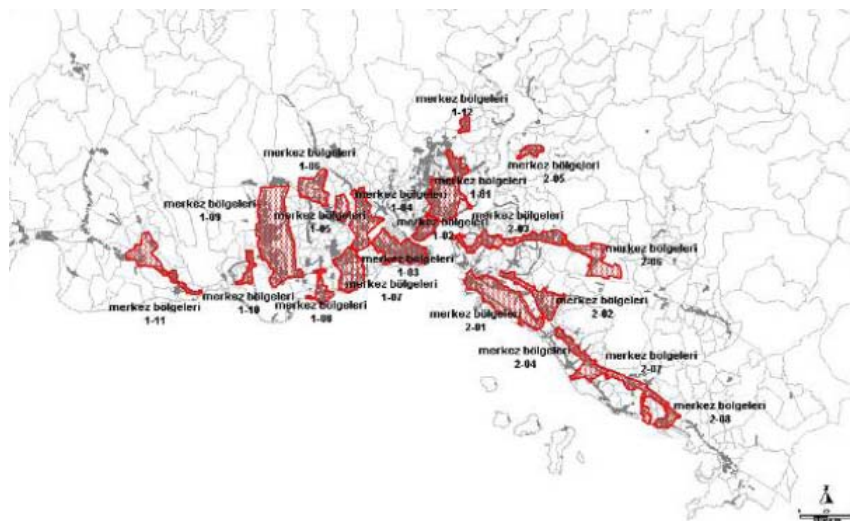 merkez bölgeleri
1-12
merkez bölgeleri
1-06
merkez bölgeleri
2-05
merkez bölgeleri
1-01
merkez bölgeleri
1-04
merkez bölgeleri
1-09
merkez bölgeleri
1-05
merkez bölgeleri
1-02
merkez bölgeleri
2-03
merkez bölgeleri
2-06
merkez bölgeleri
1-03
merkez bölgeleri
1-07
merkez bölgeleri
1-10
merkez bölgeleri
1-08
merkez bölgeleri
1-11
merkez bölgeleri
2-01
merkez bölgeleri
2-02
merkez bölgeleri
2-04
merkez bölgeleri
2-07
merkez bölgeleri
2-08